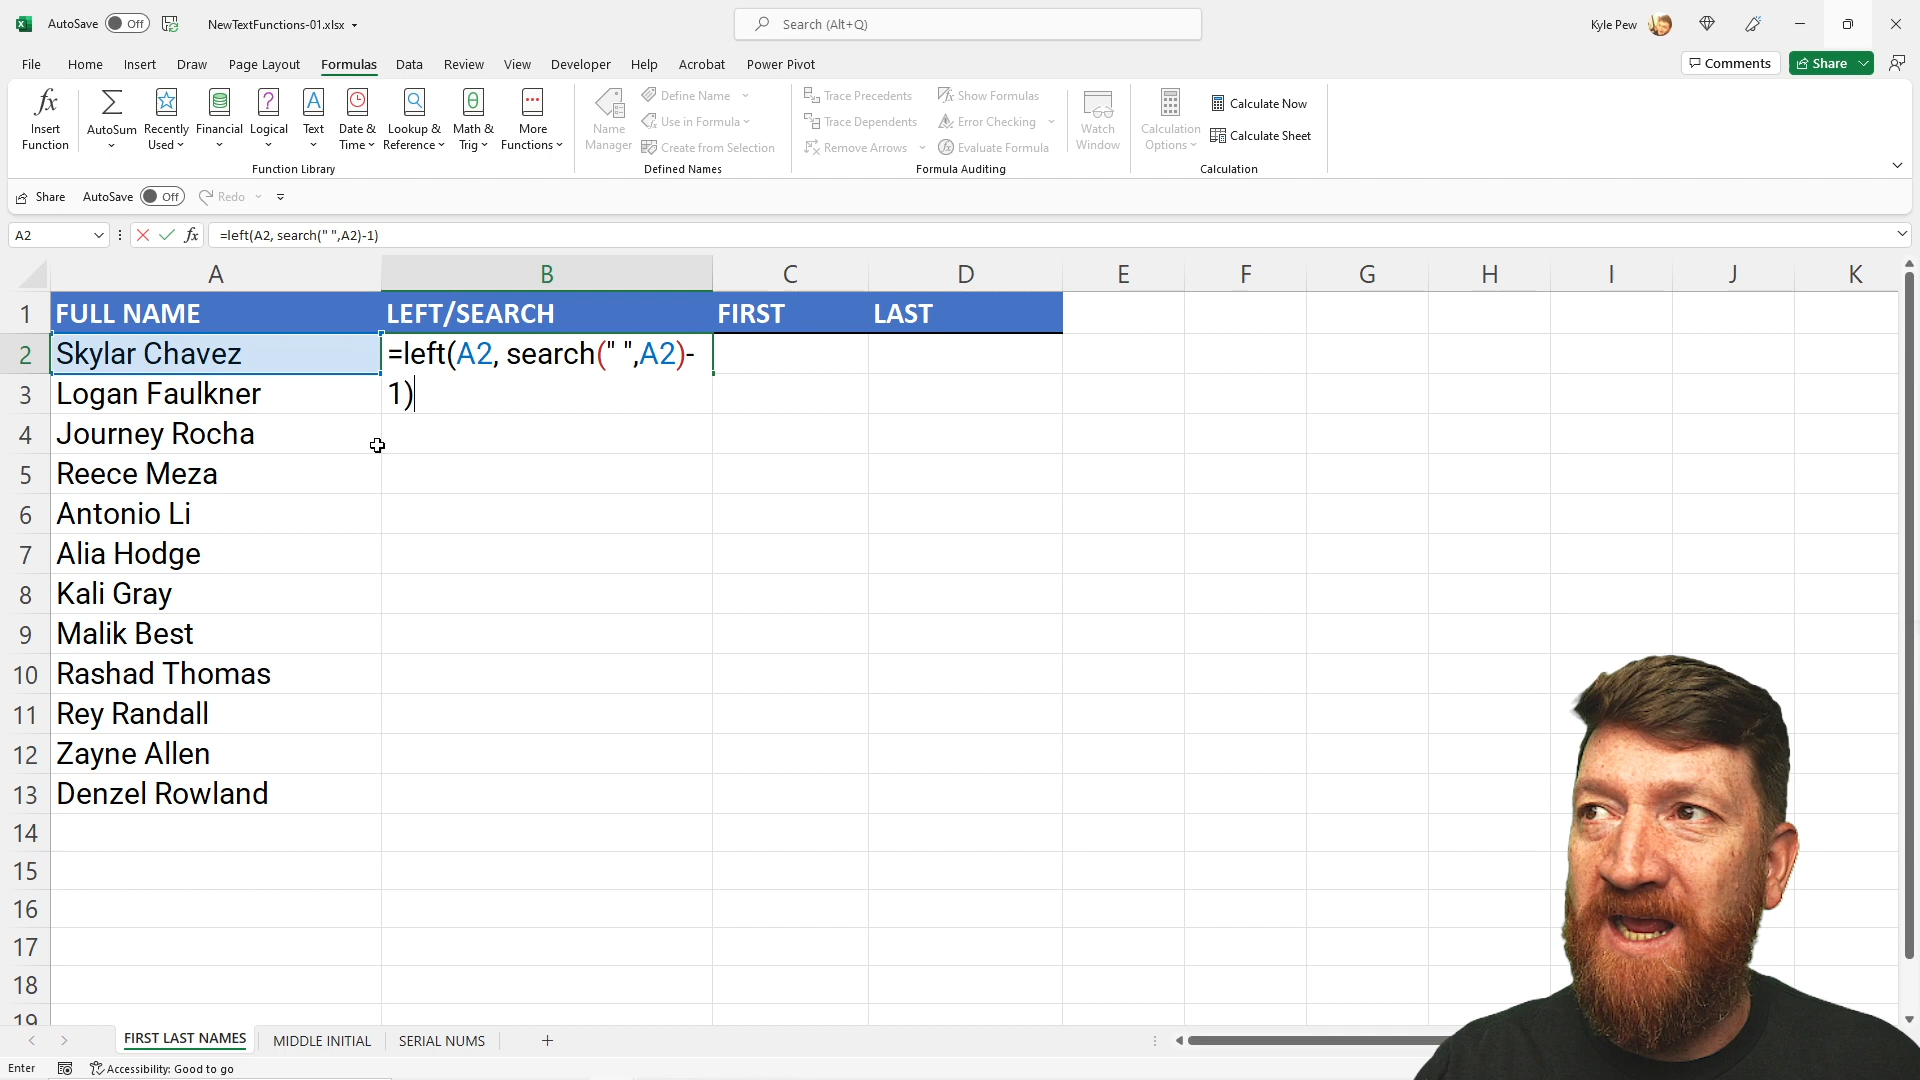 AutoSave Off NewTextFunctions-01.xlsx Search (Alt+Q) Kyle Pew
File Home Insert Draw Page Layout Formulas Data Review View Developer Help Acrobat Power Pivot Comments Share
Insert Function
AutoSum
Recently Used
Financial
Logical
Text
Date & Time
Lookup & Reference
Math & Trig
More Functions
Function Library
Name Manager
Define Name
Use in Formula
Create from Selection
Defined Names
Trace Precedents
Trace Dependents
Remove Arrows
Show Formulas
Error Checking
Evaluate Formula
Formula Auditing
Watch Window
Calculation Options
Calculate Now
Calculate Sheet
Calculation
Share AutoSave Off Redo
A2 fx =left(A2, search(" ",A2)-1)
A B C D E F G H I J K
1 FULL NAME LEFT/SEARCH FIRST LAST
2 Skylar Chavez =left(A2, search(" ",A2)-
3 Logan Faulkner 1)
4 Journey Rocha
5 Reece Meza
6 Antonio Li
7 Alia Hodge
8 Kali Gray
9 Malik Best
10 Rashad Thomas
11 Rey Randall
12 Zayne Allen
13 Denzel Rowland
14
15
16
17
18
19
FIRST LAST NAMES MIDDLE INITIAL SERIAL NUMS
Enter Accessibility: Good to go